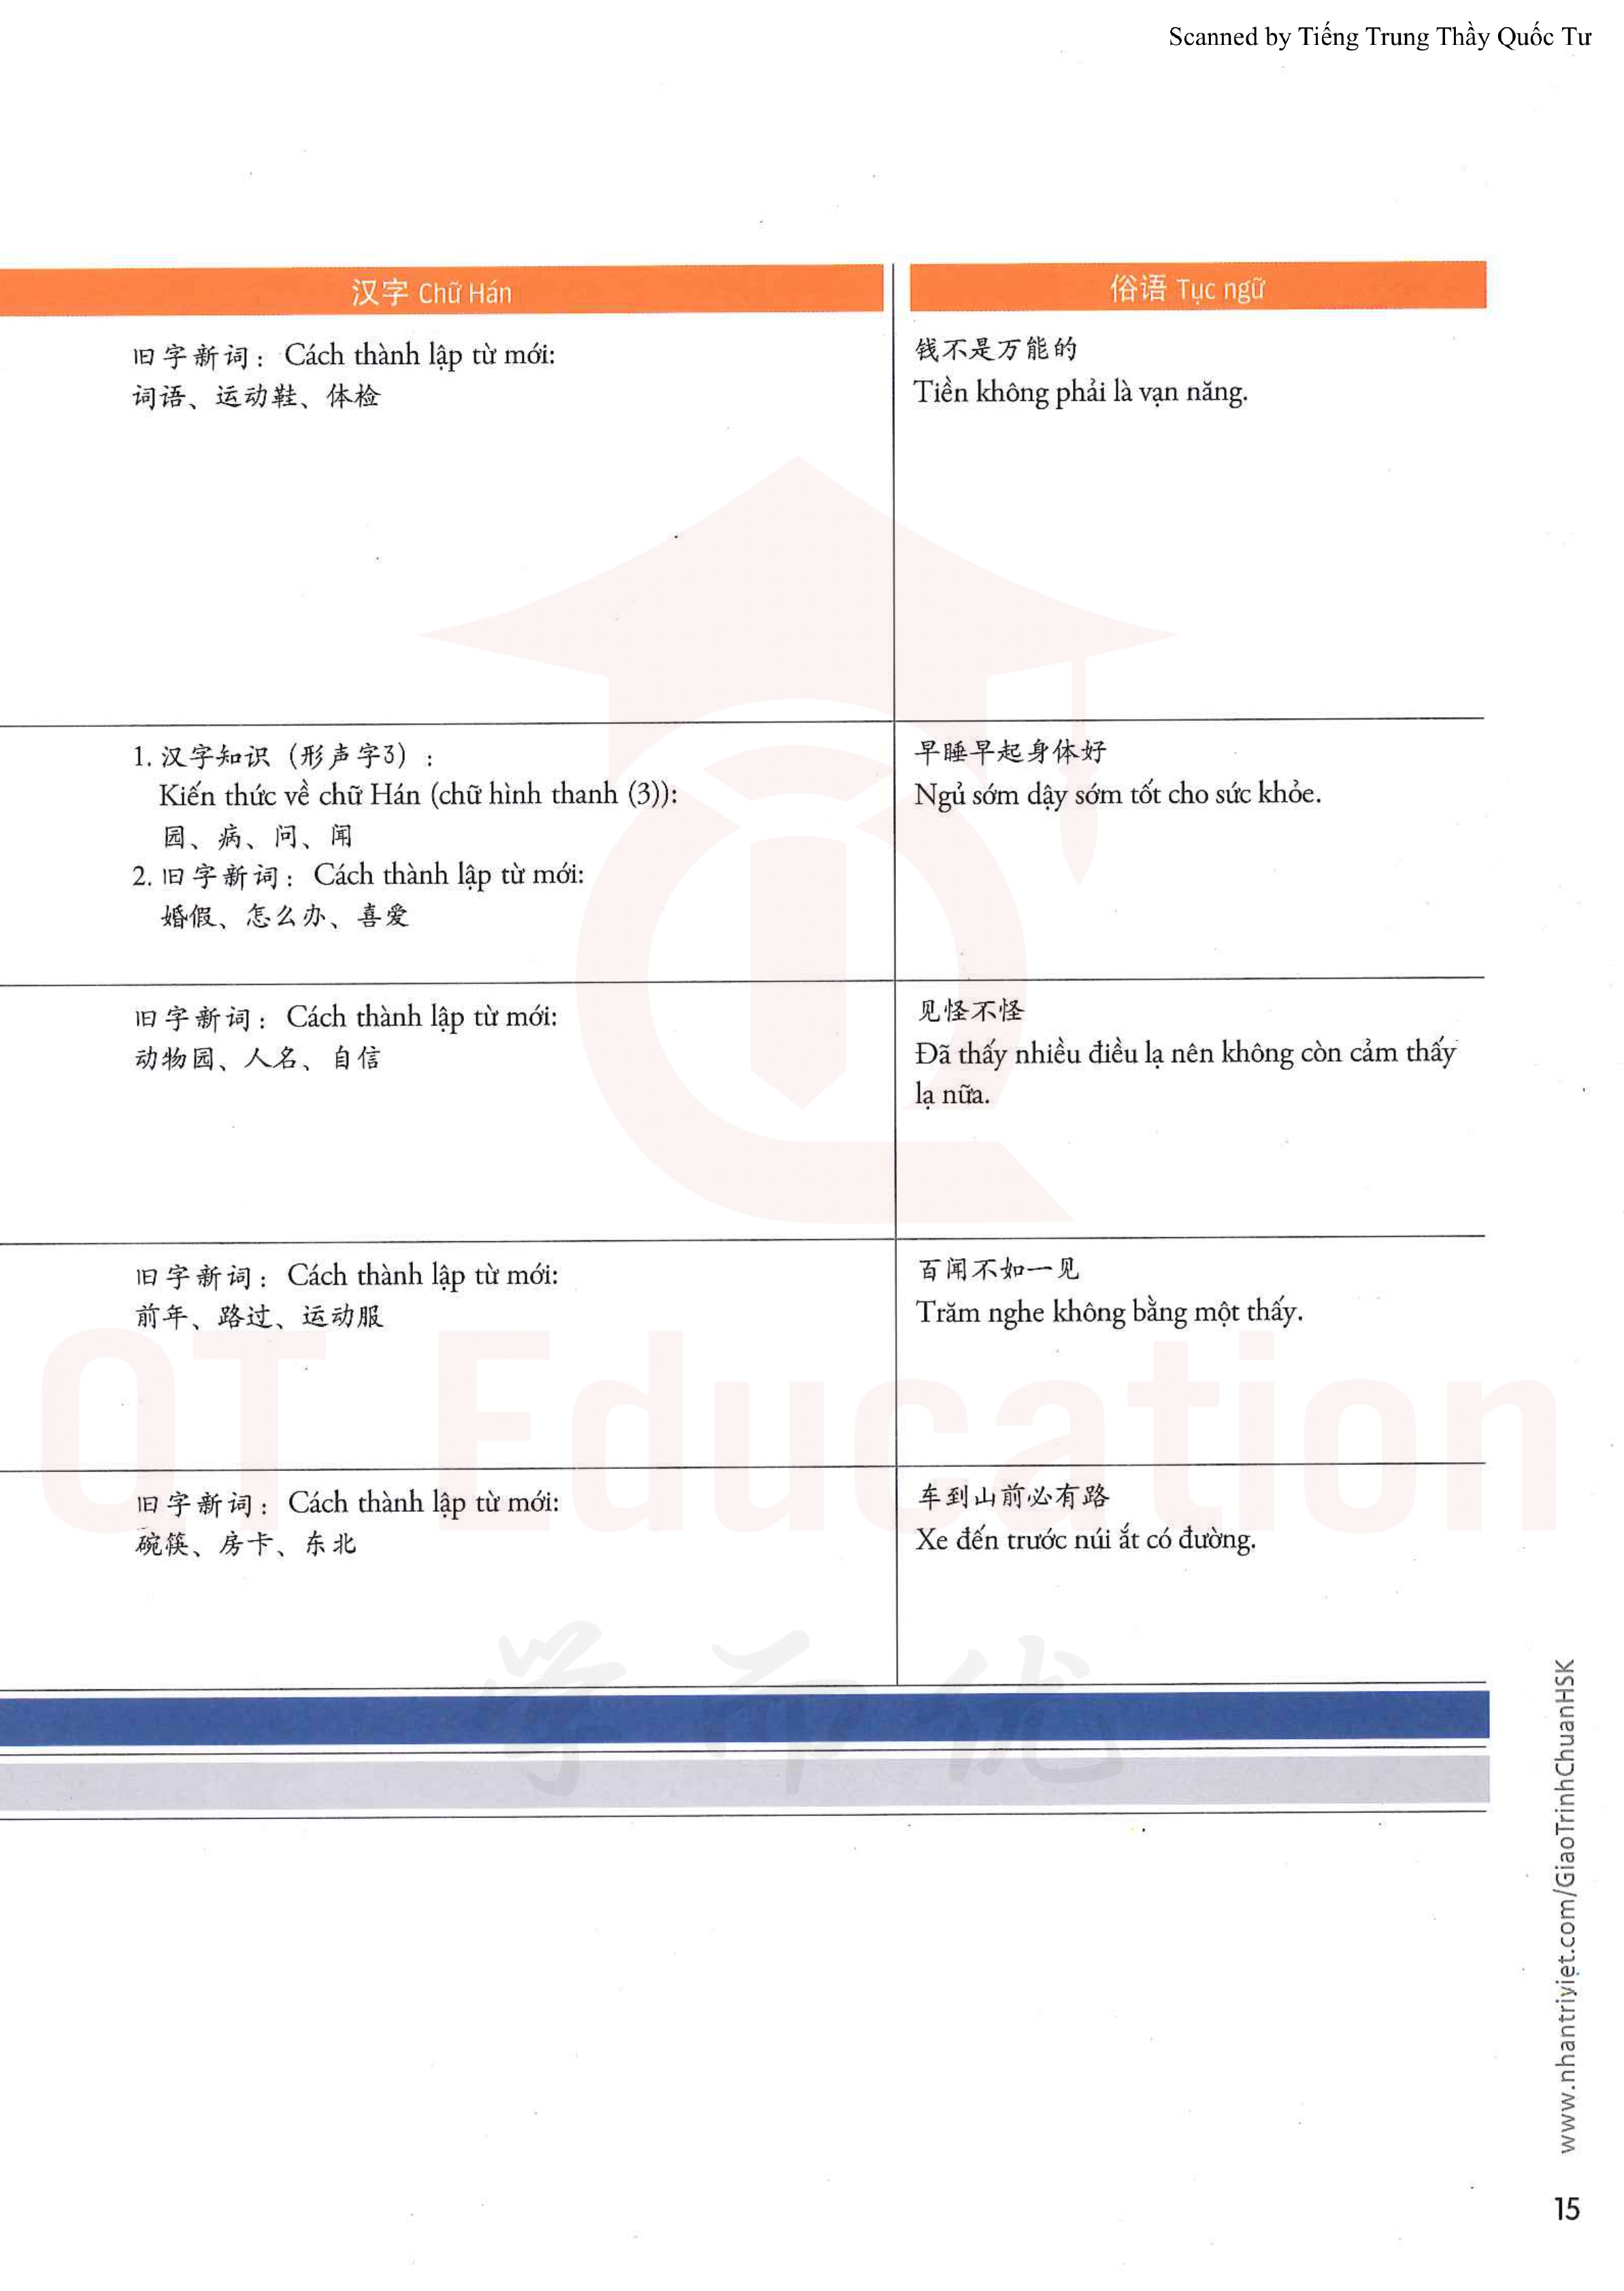 Scanned by Tiếng Trung Thầy Quốc Tư
汉字 Chữ Hán
俗语 Tục ngữ
旧字新词：Cách thành lập từ mới:
词语、运动鞋、体检
钱不是万能的
Tiền không phải là vạn năng.
1. 汉字知识（形声字3）:
Kiến thức về chữ Hán (chữ hình thanh (3)):
园、病、问、闻
2. 旧字新词：Cách thành lập từ mới:
婚假、怎么办、喜爱
早睡早起身体好
Ngủ sớm dậy sớm tốt cho sức khỏe.
旧字新词：Cách thành lập từ mới:
动物园、人名、自信
见怪不怪
Đã thấy nhiều điều lạ nên không còn cảm thấy
lạ nữa.
旧字新词：Cách thành lập từ mới:
前年、路过、运动服
百闻不如一见
Trăm nghe không bằng một thấy.
旧字新词：Cách thành lập từ mới:
碗筷、房卡、东北
车到山前必有路
Xe đến trước núi ắt có đường.
QT Education
学而优
www.nhantriviet.com/GiaoTrinhChuanHSK
15